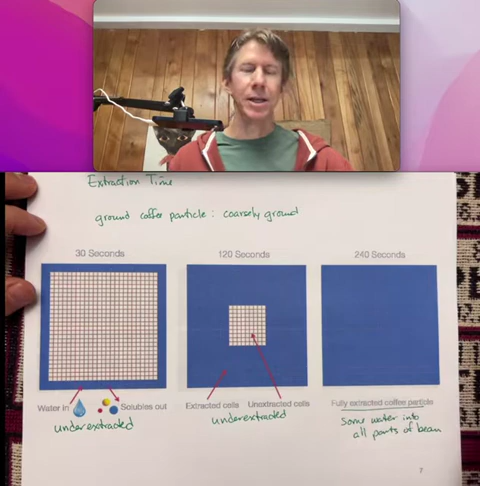 Extraction Time
ground coffee particle: coarsely ground
30 Seconds
120 Seconds
240 Seconds
Water in
Solubles out
Extracted cells
Unextracted cells
Fully extracted coffee particle
underextracted
underextracted
Some water into
all parts of bean
7